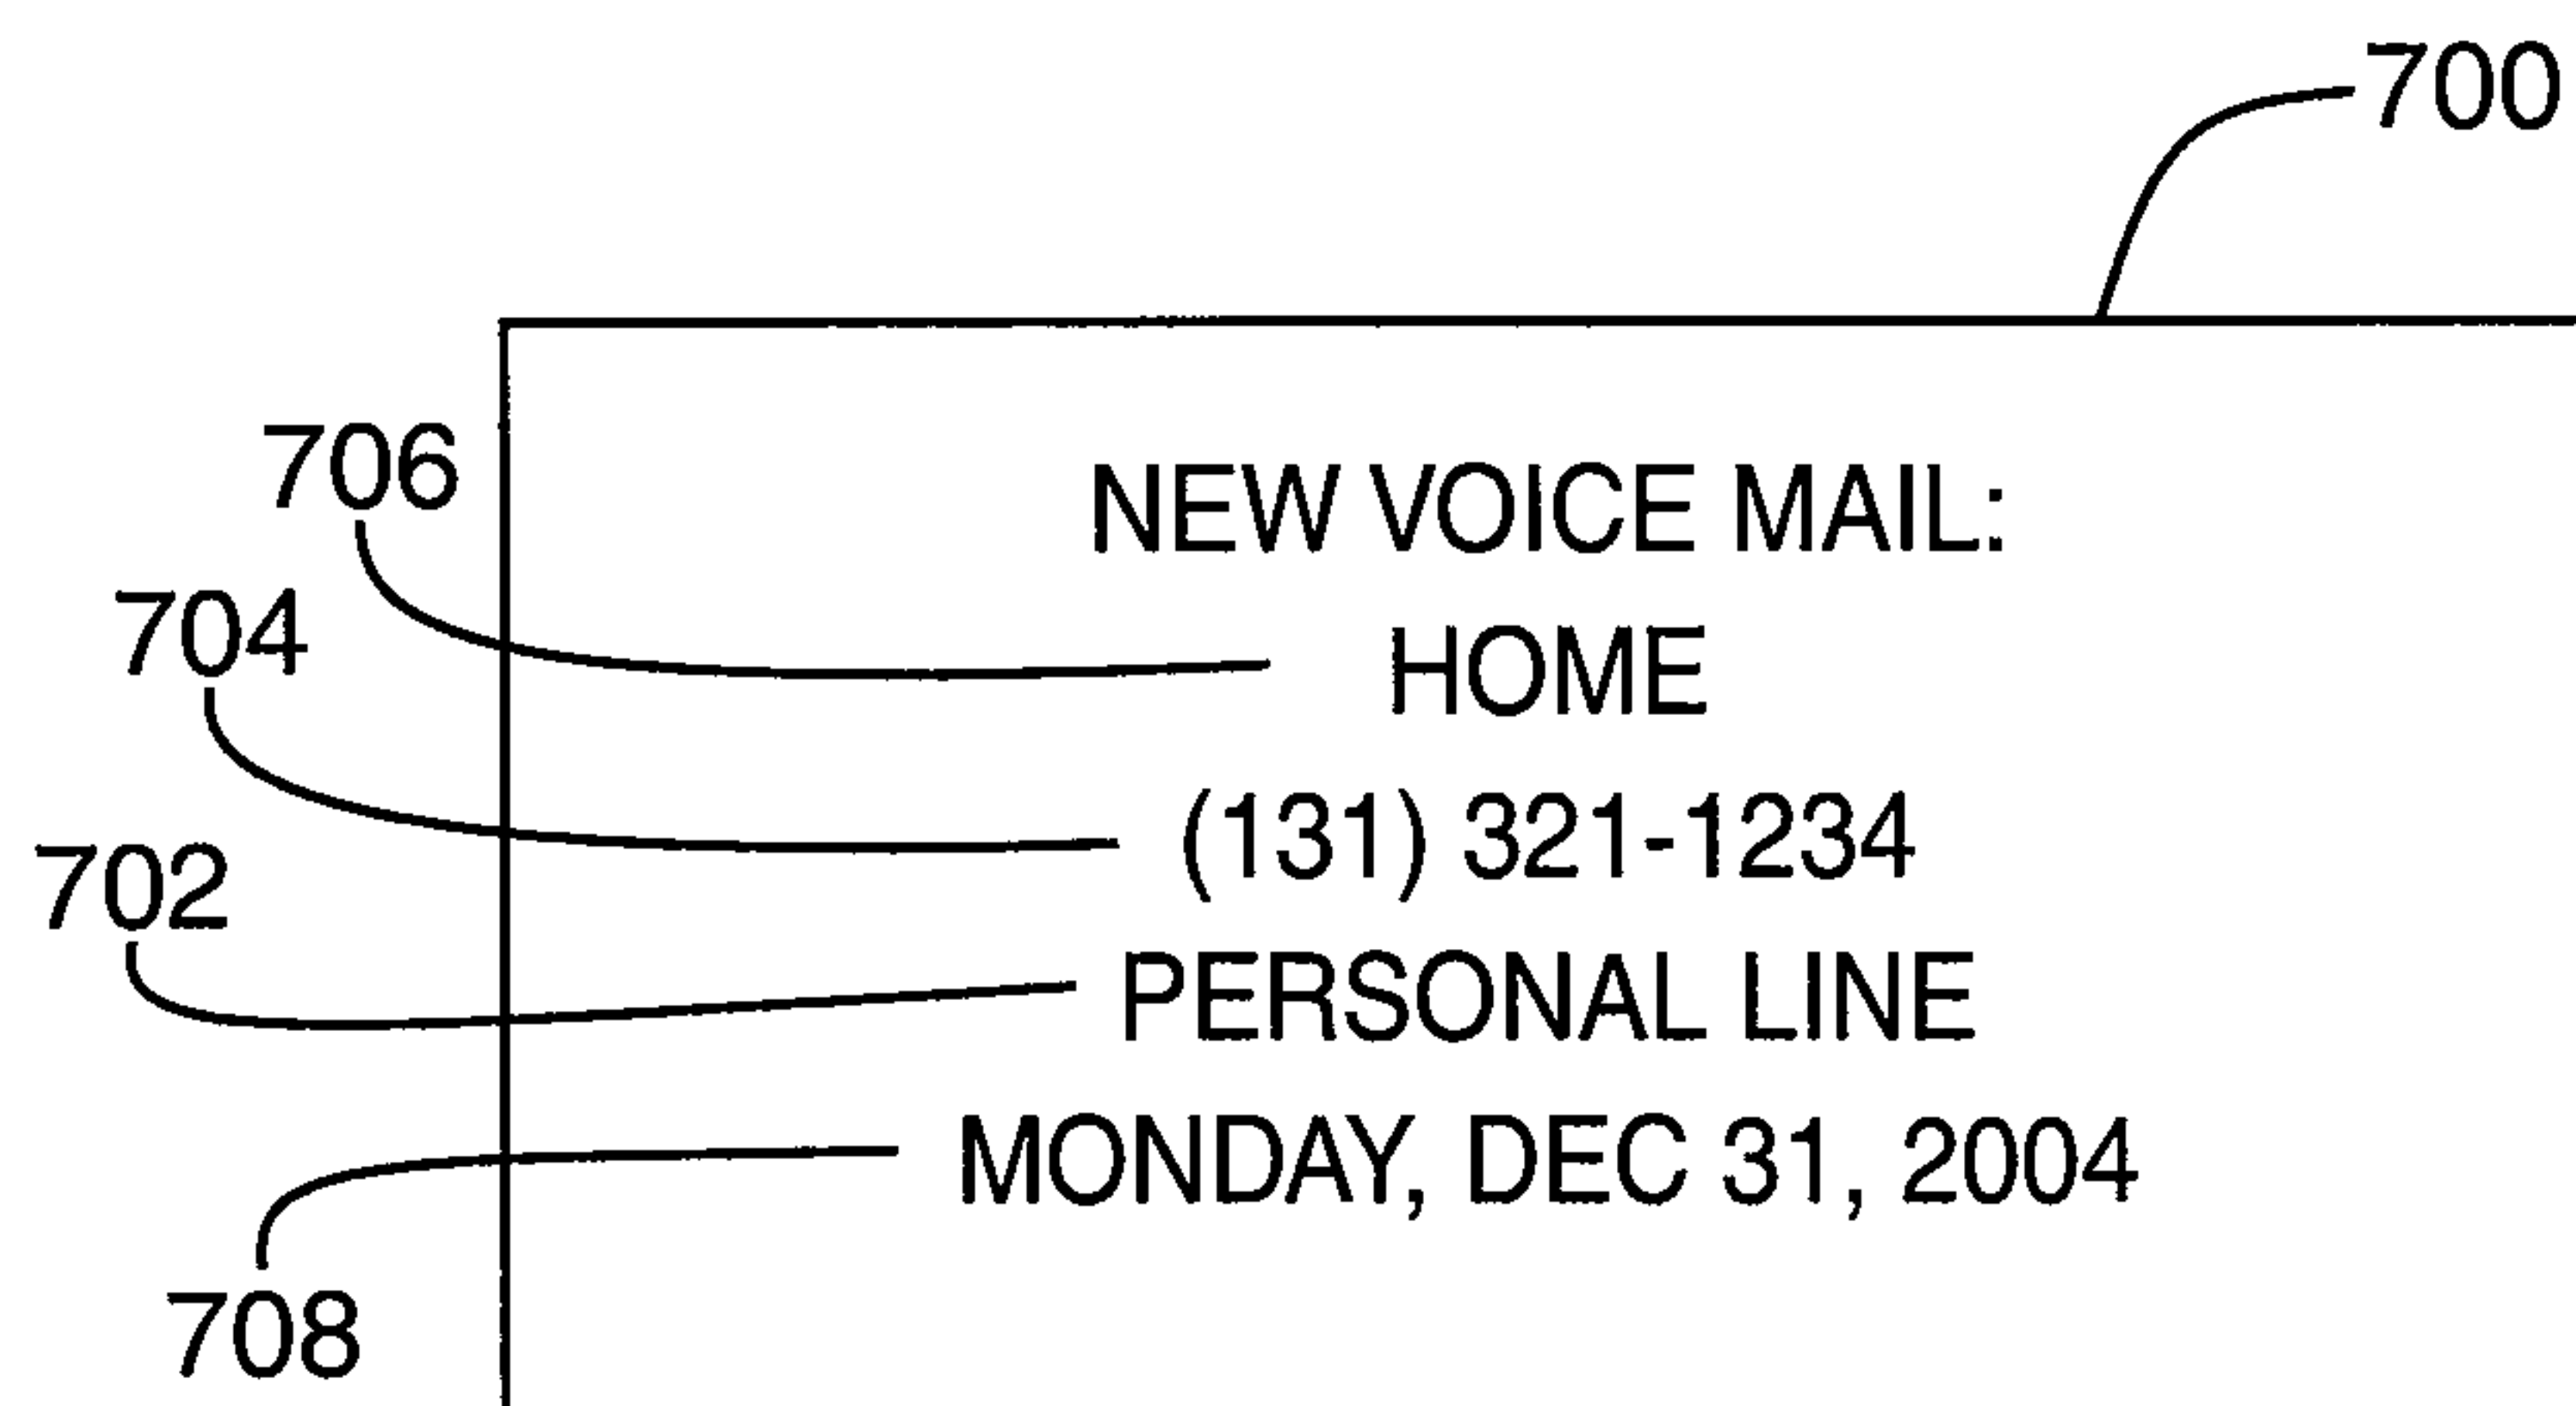 700
706
NEW VOICE MAIL:
704
HOME
702
(131) 321-1234
PERSONAL LINE
MONDAY, DEC 31, 2004
708